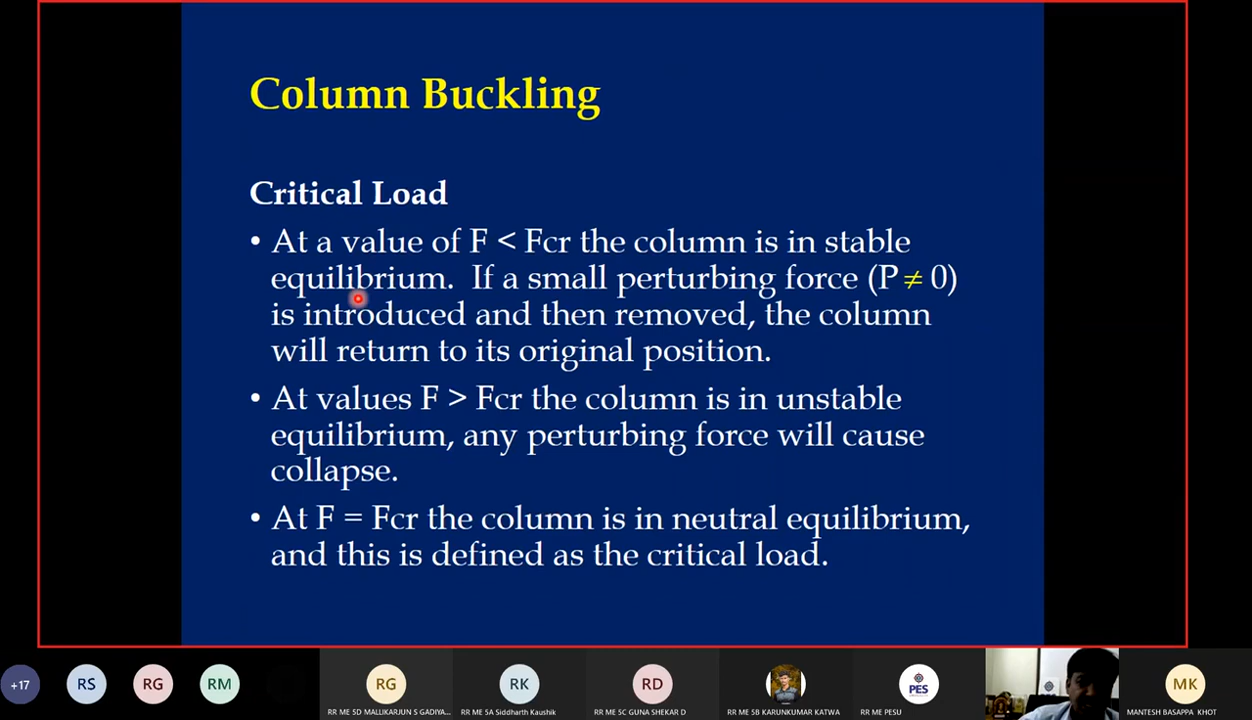 Column Buckling
Critical Load
• At a value of F < Fcr the column is in stable
equilibrium. If a small perturbing force (P ≠ 0)
is introduced and then removed, the column
will return to its original position.
• At values F > Fcr the column is in unstable
equilibrium, any perturbing force will cause
collapse.
• At F = Fcr the column is in neutral equilibrium,
and this is defined as the critical load.
+17
RS
RG
RM
RG
RK
RD
PES
MK
RR ME 5D MALLIKARJUN S GADIYA...
RR ME 5A Siddharth Kaushik
RR ME 5C GUNA SHEKAR D
RR ME 5B KARUNKUMAR KATWA
RR ME PESU
MANTESH BASAPPA KHOT